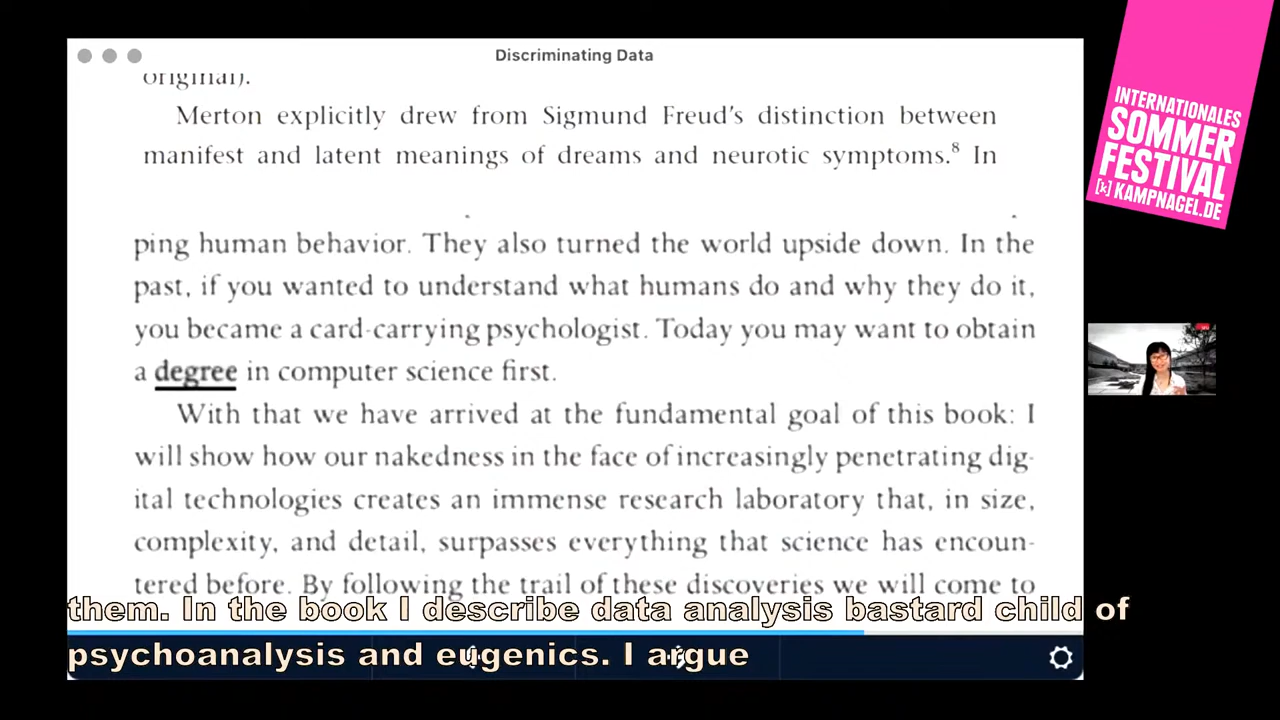 Discriminating Data
original).
Merton explicitly drew from Sigmund Freud's distinction between
manifest and latent meanings of dreams and neurotic symptoms.8 In
ping human behavior. They also turned the world upside down. In the
past, if you wanted to understand what humans do and why they do it,
you became a card-carrying psychologist. Today you may want to obtain
a degree in computer science first.
With that we have arrived at the fundamental goal of this book: I
will show how our nakedness in the face of increasingly penetrating dig-
ital technologies creates an immense research laboratory that, in size,
complexity, and detail, surpasses everything that science has encoun-
tered before. By following the trail of these discoveries we will come to
them. In the book I describe data analysis bastard child of
psychoanalysis and eugenics. I argue
INTERNATIONALES
SOMMER
FESTIVAL
[k] KAMPNAGEL.DE